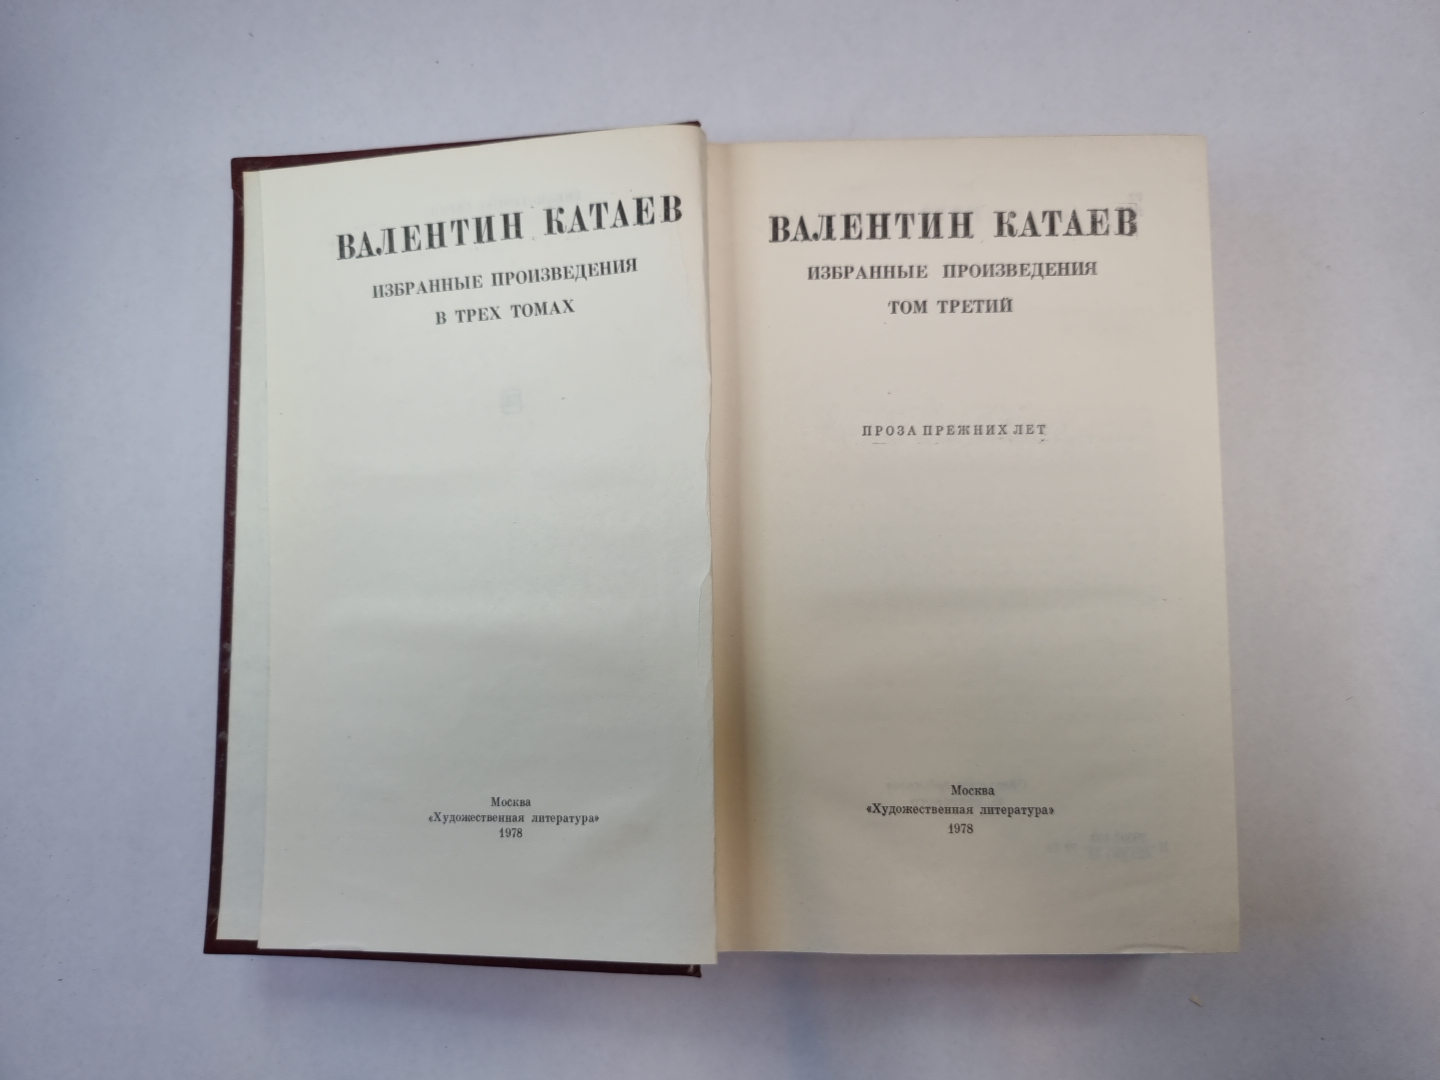 ВАЛЕНТИН КАТАЕВ
ИЗБРАННЫЕ ПРОИЗВЕДЕНИЯ
В ТРЕХ ТОМАХ
Москва
«Художественная литература»
1978
ВАЛЕНТИН КАТАЕВ
ИЗБРАННЫЕ ПРОИЗВЕДЕНИЯ
ТОМ ТРЕТИЙ
ПРОЗА ПРЕЖНИХ ЛЕТ
Москва
«Художественная литература»
1978